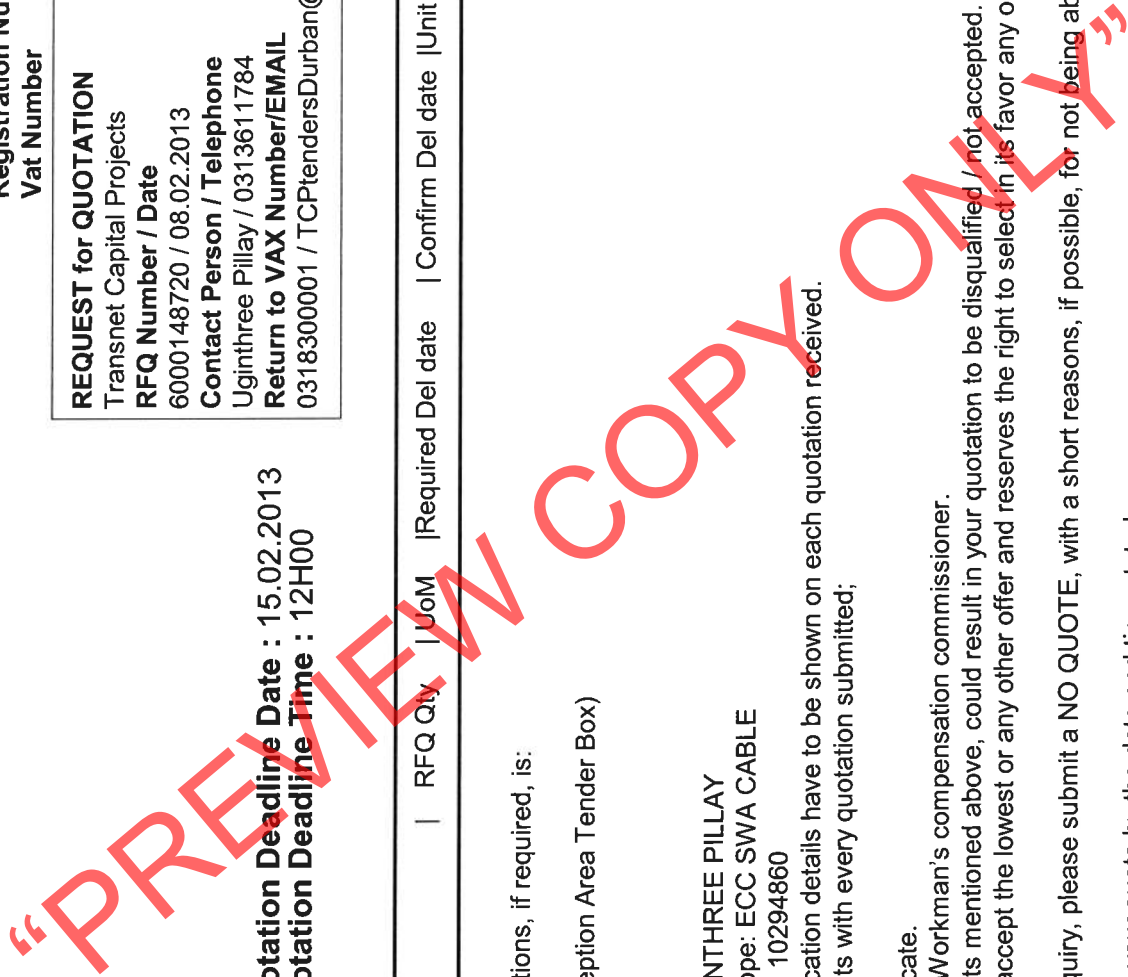 Registration Nu
Vat Number
REQUEST for QUOTATION
Transnet Capital Projects
RFQ Number / Date
6000148720 / 08.02.2013
Contact Person / Telephone
Uginthree Pillay / 0313611784
Return to VAX Number/EMAIL
0318300001 / TCPtendersDurban@
otation Deadline Date : 15.02.2013
otation Deadline Time : 12H00
| RFQ Qty | UoM |Required Del date | Confirm Del date |Unit
tions, if required, is:
eption Area Tender Box)
NTHREE PILLAY
ope: ECC SWA CABLE
10294860
cation details have to be shown on each quotation received.
ts with every quotation submitted;
cate.
Workman's compensation commissioner.
ts mentioned above, could result in your quotation to be disqualified / not accepted.
accept the lowest or any other offer and reserves the right to select in its favor any o
quiry, please submit a NO QUOTE, with a short reasons, if possible, for not being ab
"PREVIEW COPY ONLY"